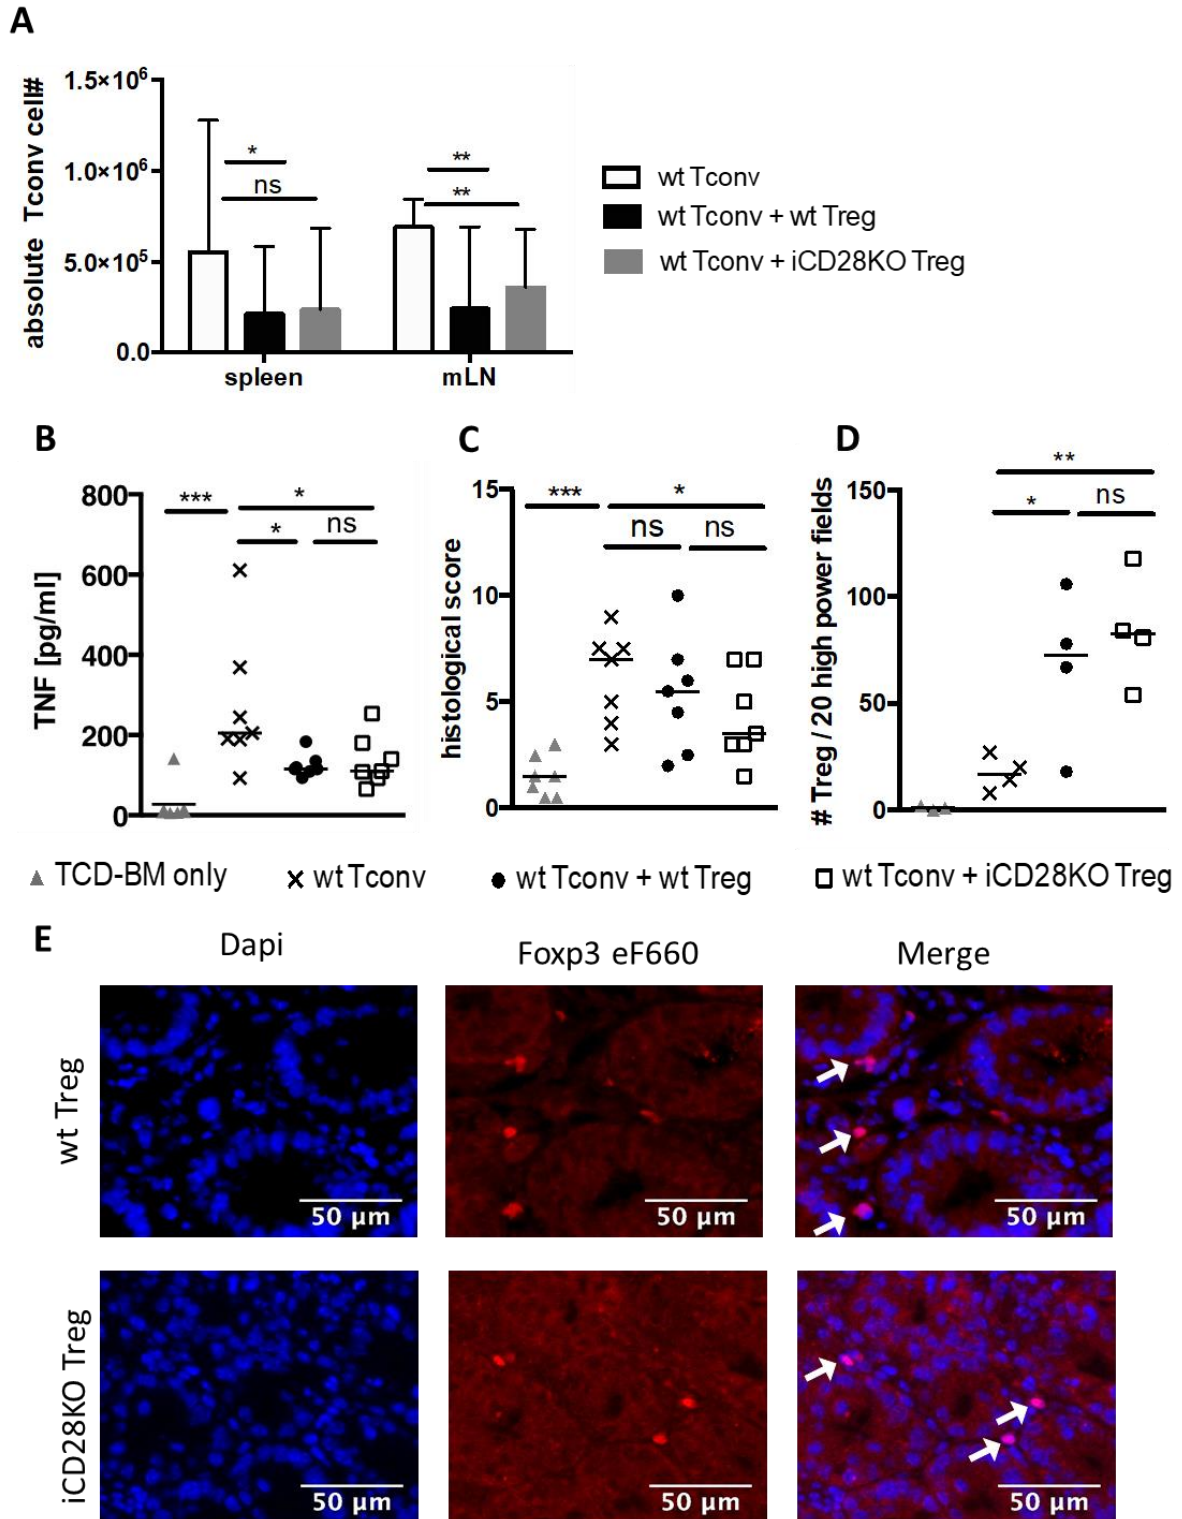 A
absolute Tconv cell#
1.5×10⁶
1.0×10⁶
5.0×10⁵
0.0
*
ns
**
**
spleen
mLN
wt Tconv
wt Tconv + wt Treg
wt Tconv + iCD28KO Treg
B
TNF [pg/ml]
800
600
400
200
0
***
*
*
ns
C
histological score
15
10
5
0
***
*
ns
ns
D
# Treg / 20 high power fields
150
100
50
0
**
*
ns
TCD-BM only
wt Tconv
wt Tconv + wt Treg
wt Tconv + iCD28KO Treg
E
Dapi
Foxp3 eF660
Merge
wt Treg
50 µm
50 µm
50 µm
iCD28KO Treg
50 µm
50 µm
50 µm